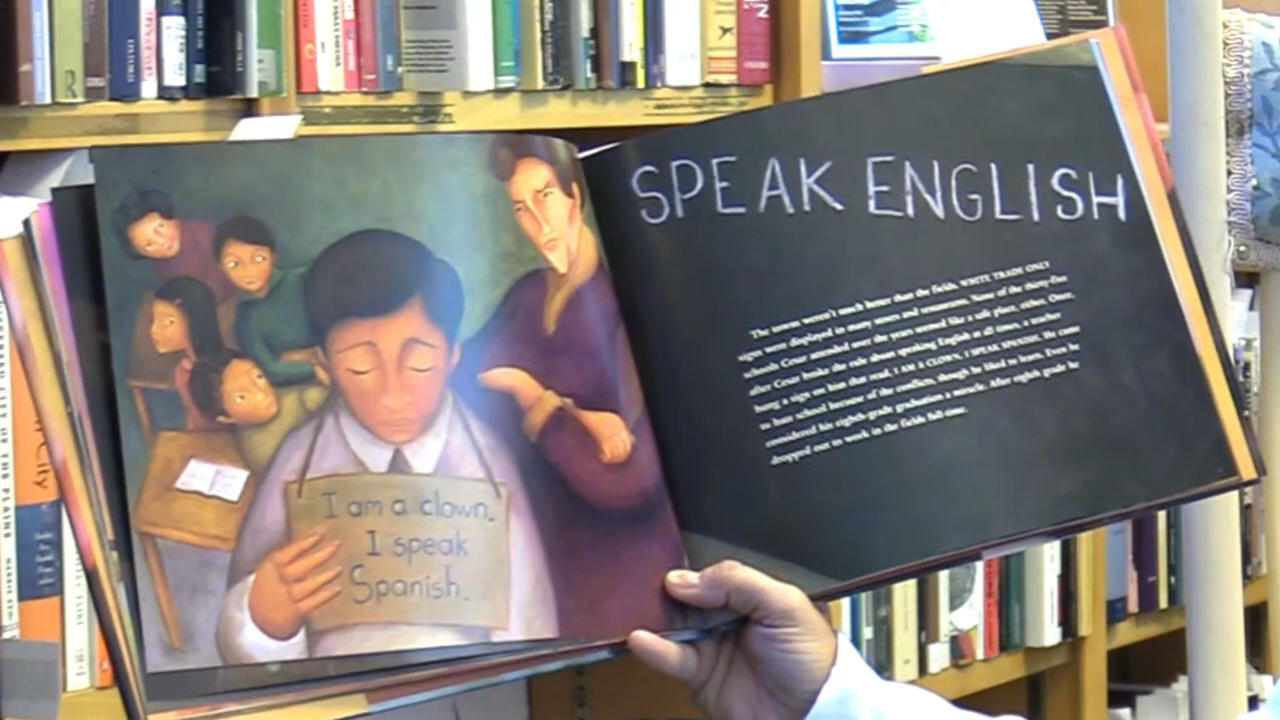 I am a clown.
I speak
Spanish.
SPEAK ENGLISH
The towns weren't much better than the fields. WHITE TRADE ONLY
signs were displayed in many stores and restaurants. None of the thirty-five
schools Cesar attended over the years seemed like a safe place, either. Once,
after Cesar broke the rule about speaking English at all times, a teacher
hung a sign on him that read, I AM A CLOWN. I SPEAK SPANISH. He came
to hate school because of the conflicts, though he liked to learn. Even he
considered his eighth-grade graduation a miracle. After eighth grade he
dropped out to work in the fields full-time.
City